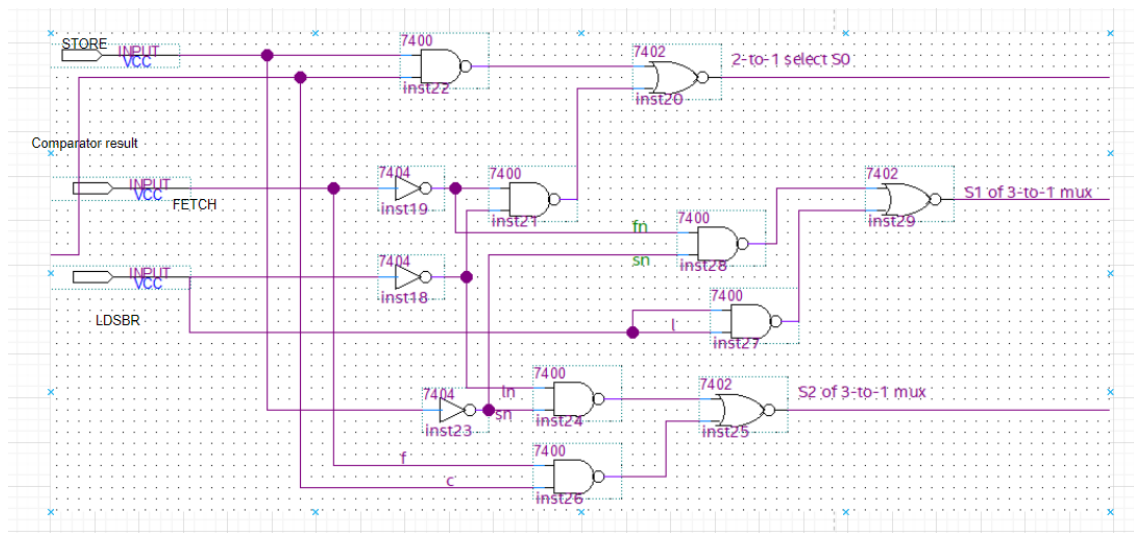 STORE
INPUT
VCC
7400
inst22
7402
inst20
2-to-1 select S0
Comparator result
INPUT
VCC
FETCH
7404
inst19
7400
inst21
7402
inst29
S1 of 3-to-1 mux
fn
sn
7400
inst28
INPUT
VCC
LDSBR
7404
inst18
7400
inst27
l
7404
inst23
ln
sn
7400
inst24
7402
inst25
S2 of 3-to-1 mux
f
c
7400
inst26